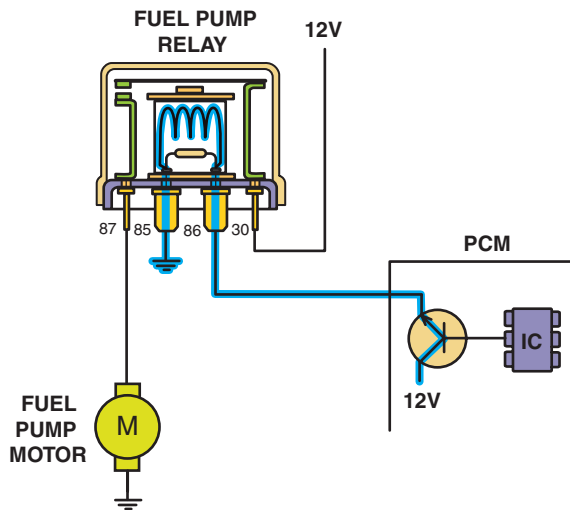 FUEL PUMP
RELAY
12V
87
85
86
30
PCM
IC
12V
FUEL
PUMP
MOTOR
M